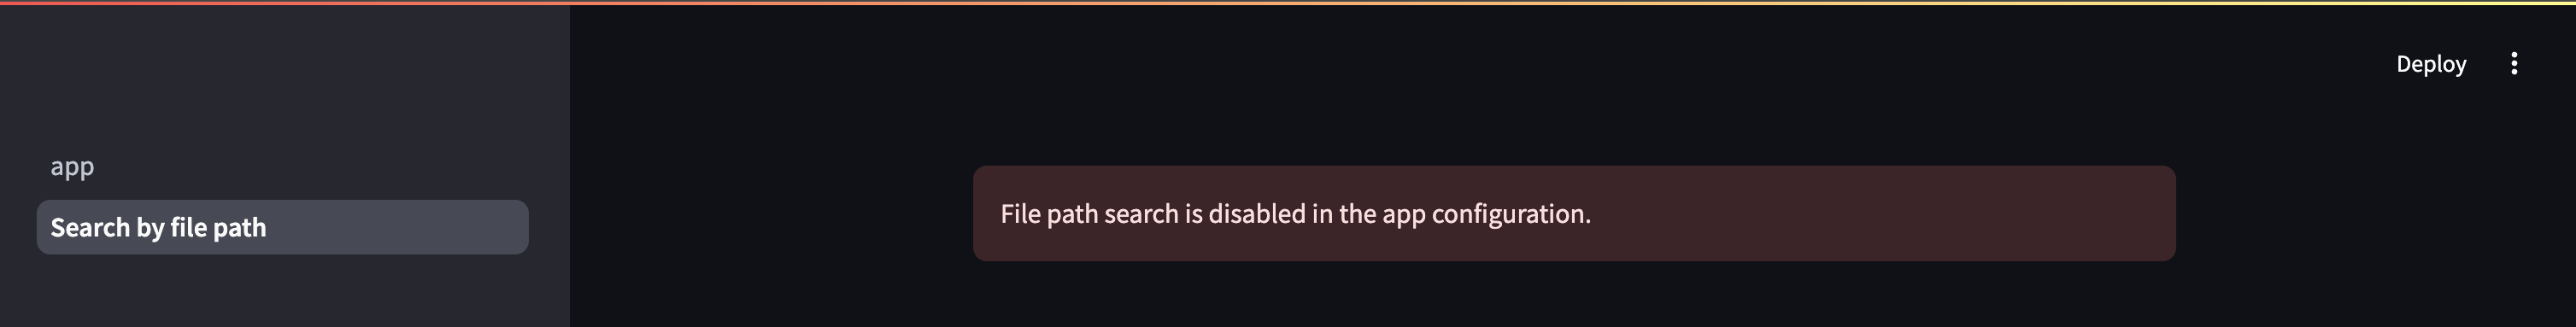 Deploy
app
Search by file path
File path search is disabled in the app configuration.